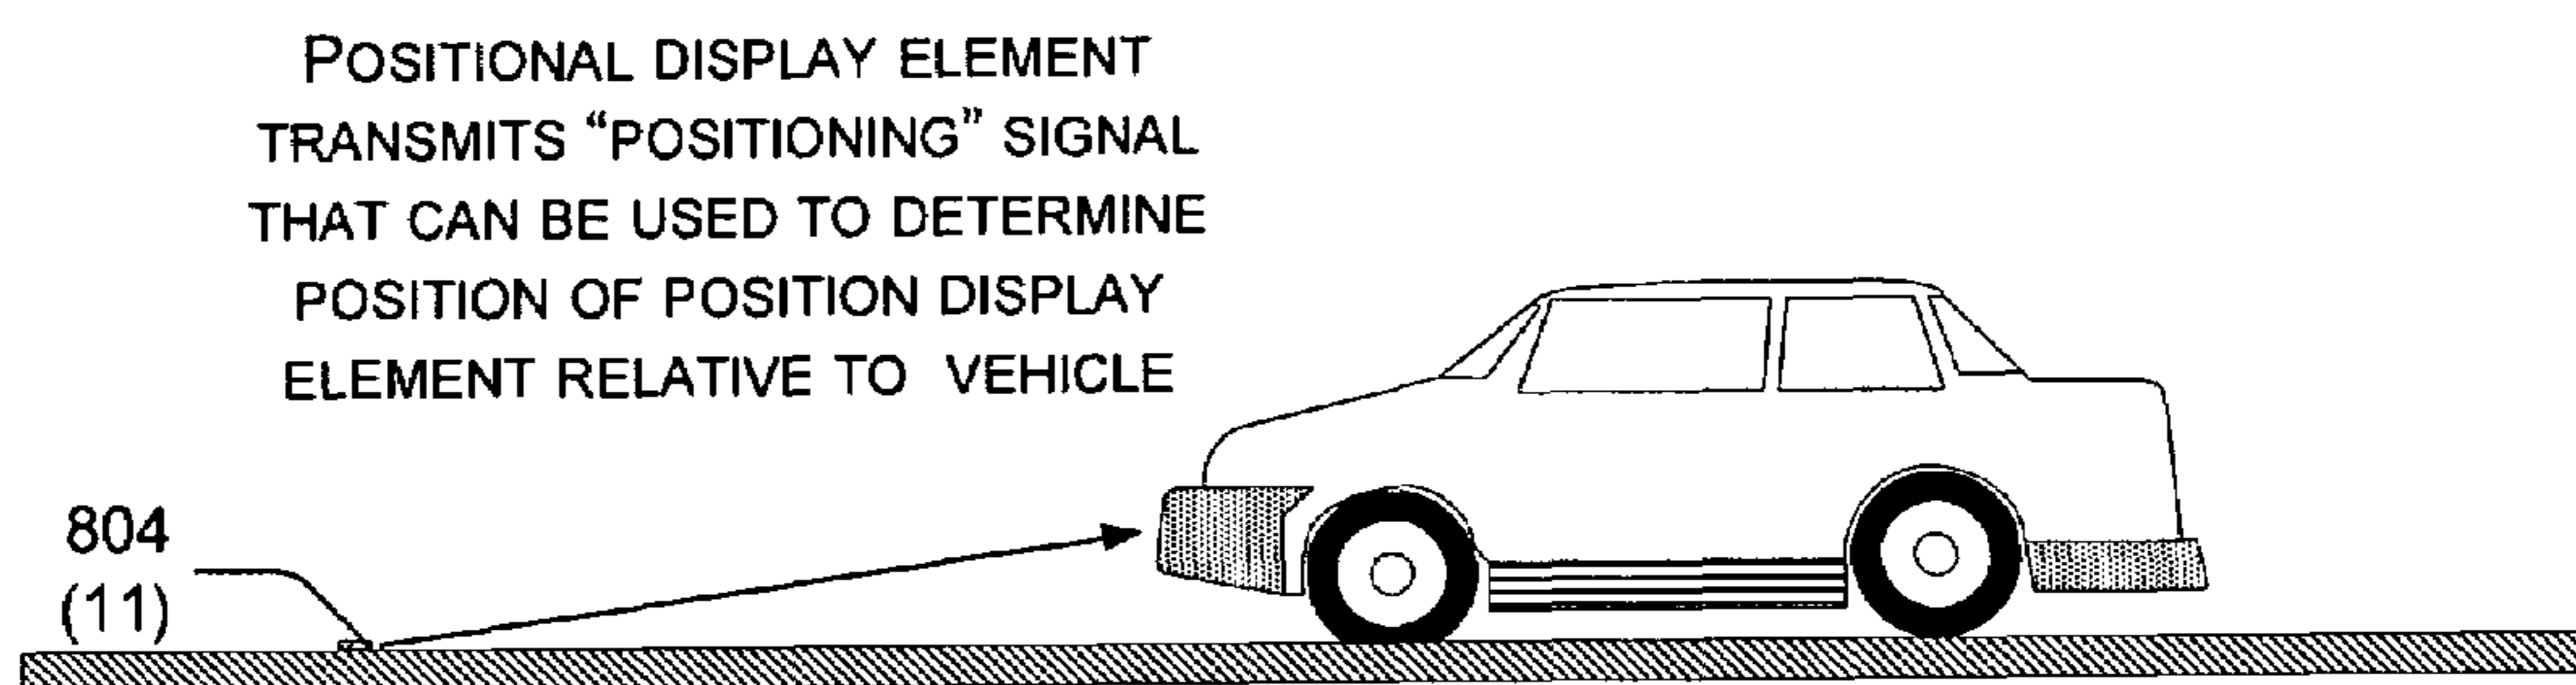 POSITIONAL DISPLAY ELEMENT
TRANSMITS “POSITIONING” SIGNAL
THAT CAN BE USED TO DETERMINE
POSITION OF POSITION DISPLAY
ELEMENT RELATIVE TO VEHICLE
804
(11)